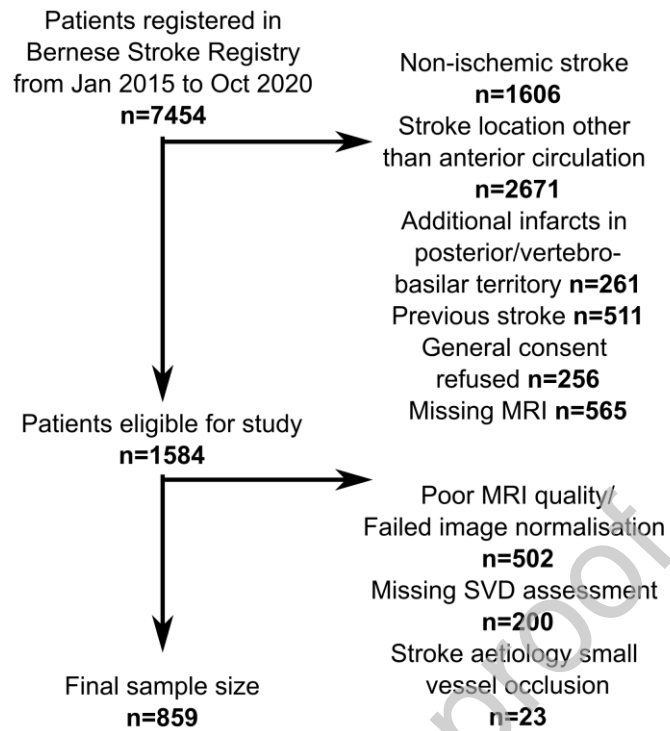 Patients registered in
Bernese Stroke Registry
from Jan 2015 to Oct 2020
n=7454
Non-ischemic stroke
n=1606
Stroke location other
than anterior circulation
n=2671
Additional infarcts in
posterior/vertebro-
basilar territory n=261
Previous stroke n=511
General consent
refused n=256
Missing MRI n=565
Patients eligible for study
n=1584
Poor MRI quality/
Failed image normalisation
n=502
Missing SVD assessment
n=200
Stroke aetiology small
vessel occlusion
n=23
Final sample size
n=859
proof